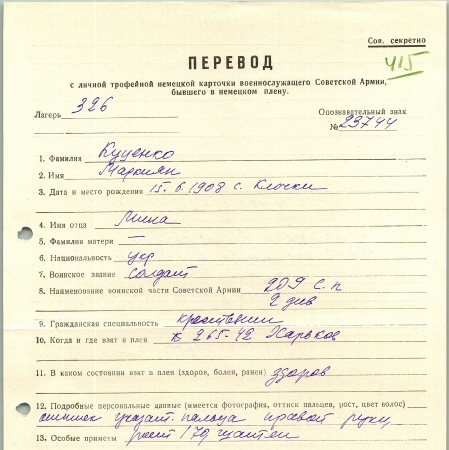 Сов. секретно
415
ПЕРЕВОД
с личной трофейной немецкой карточки военнослужащего Советской Армии,
бывшего в немецком плену.
Лагерь 326
Опознавательный знак
№ 23744
1. Фамилия Куценко
2. Имя Маркиян
3. Дата и место рождения 15. 6. 1908 с. Клочки
4. Имя отца Мина
5. Фамилия матери —
6. Национальность укр
7. Воинское звание солдат
8. Наименование воинской части Советской Армии 209 с. п
2 див
9. Гражданская специальность крестьянин
10. Когда и где взят в плен 26.5-42 Харьков
11. В каком состоянии взят в плен (здоров, болен, ранен) здоров
12. Подробные персональные данные (имеется фотография, оттиск пальцев, рост, цвет волос)
указат. пальца правой руки
13. Особые приметы рост 170